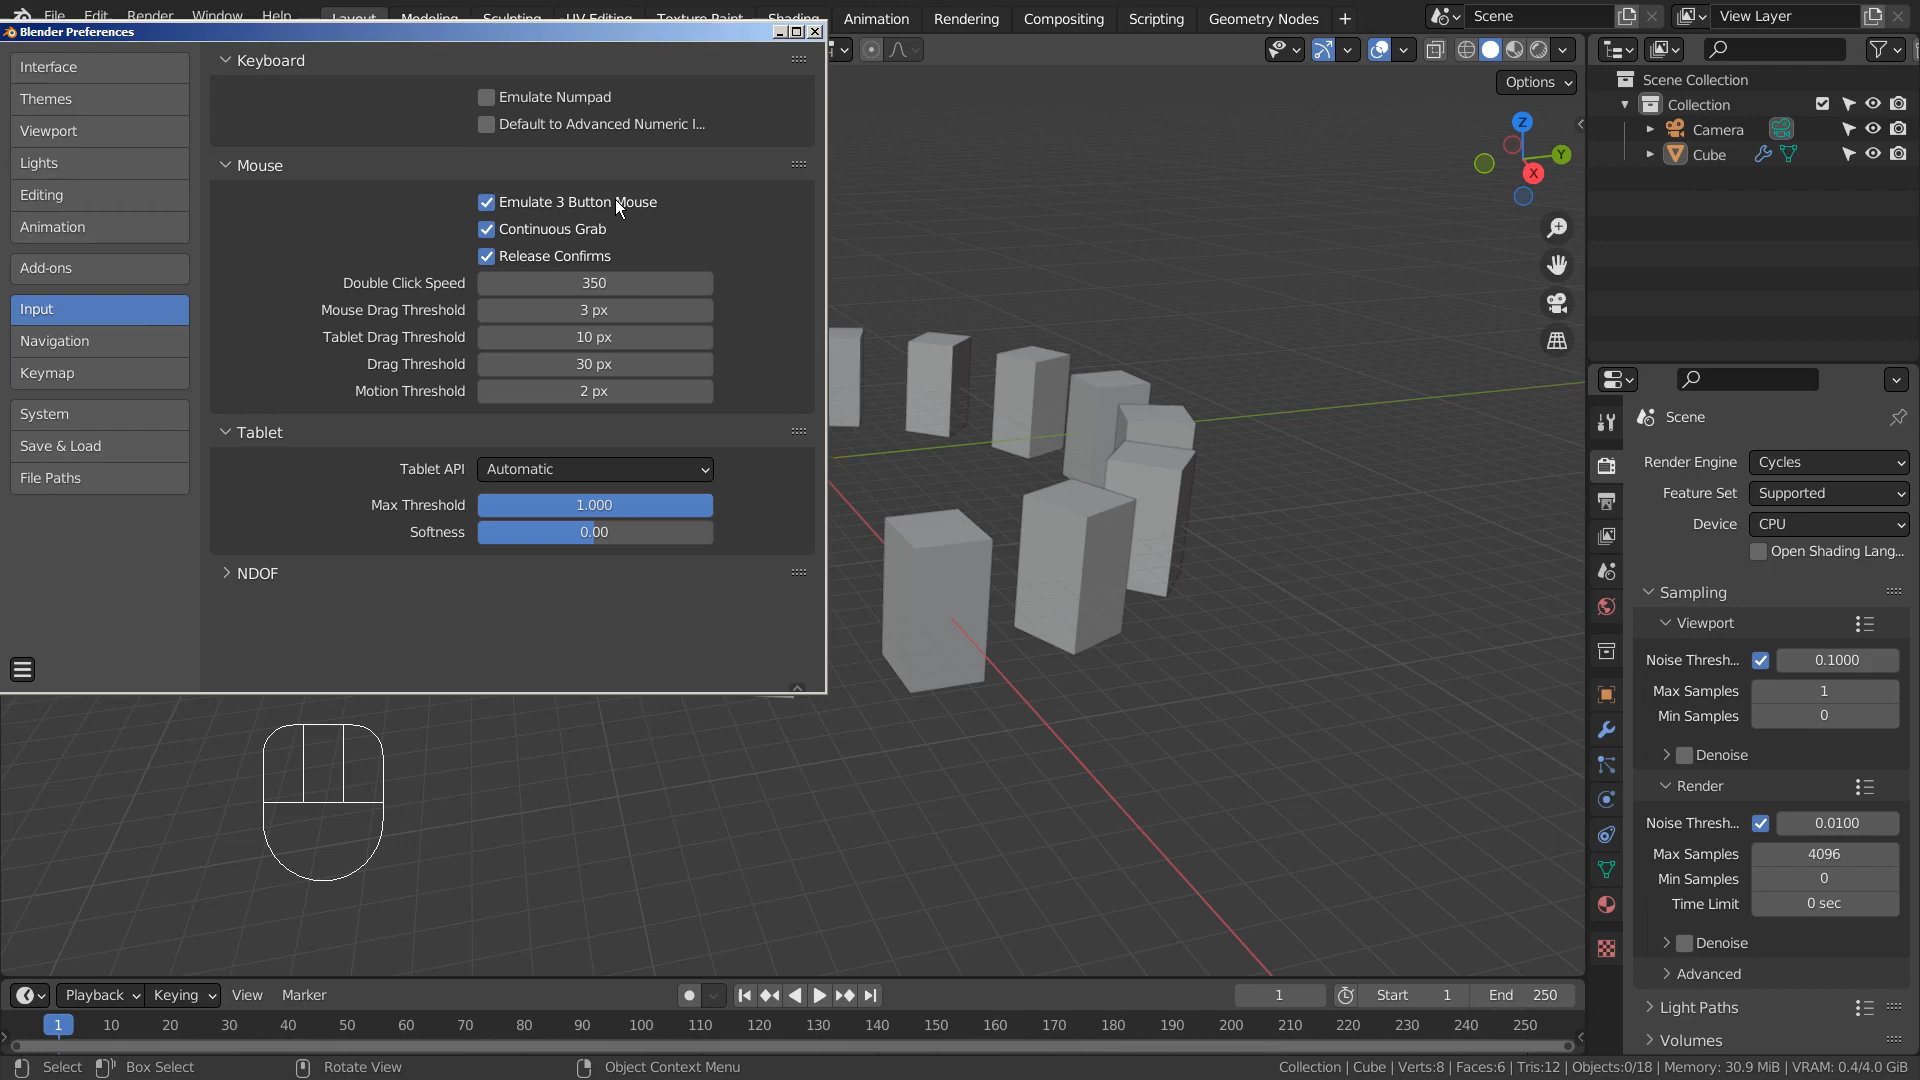 File Edit Render Window Help Layout Modeling Sculpting UV Editing Texture Paint Shading Animation Rendering Compositing Scripting Geometry Nodes + Scene View Layer
Blender Preferences
Interface
Themes
Viewport
Lights
Editing
Animation
Add-ons
Input
Navigation
Keymap
System
Save & Load
File Paths
Keyboard
Emulate Numpad
Default to Advanced Numeric I...
Mouse
Emulate 3 Button Mouse
Continuous Grab
Release Confirms
Double Click Speed 350
Mouse Drag Threshold 3 px
Tablet Drag Threshold 10 px
Drag Threshold 30 px
Motion Threshold 2 px
Tablet
Tablet API Automatic
Max Threshold 1.000
Softness 0.00
NDOF
Options
Z
Y
X
Scene Collection
Collection
Camera
Cube
Scene
Render Engine Cycles
Feature Set Supported
Device CPU
Open Shading Lang...
Sampling
Viewport
Noise Thresh... 0.1000
Max Samples 1
Min Samples 0
Denoise
Render
Noise Thresh... 0.0100
Max Samples 4096
Min Samples 0
Time Limit 0 sec
Denoise
Advanced
Light Paths
Volumes
Playback Keying View Marker 1 Start 1 End 250
1 10 20 30 40 50 60 70 80 90 100 110 120 130 140 150 160 170 180 190 200 210 220 230 240 250
Select Box Select Rotate View Object Context Menu Collection | Cube | Verts:8 | Faces:6 | Tris:12 | Objects:0/18 | Memory: 30.9 MiB | VRAM: 0.4/4.0 GiB